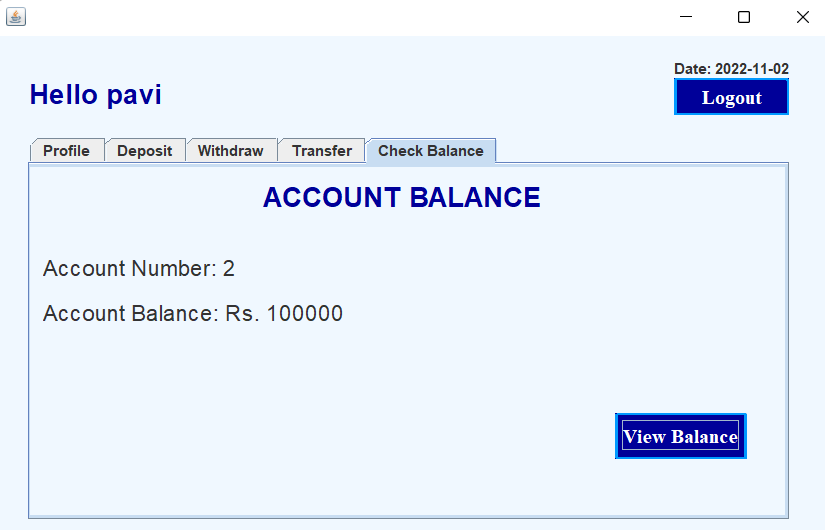 Date: 2022-11-02
Hello pavi
Logout
Profile Deposit Withdraw Transfer Check Balance
ACCOUNT BALANCE
Account Number: 2
Account Balance: Rs. 100000
View Balance